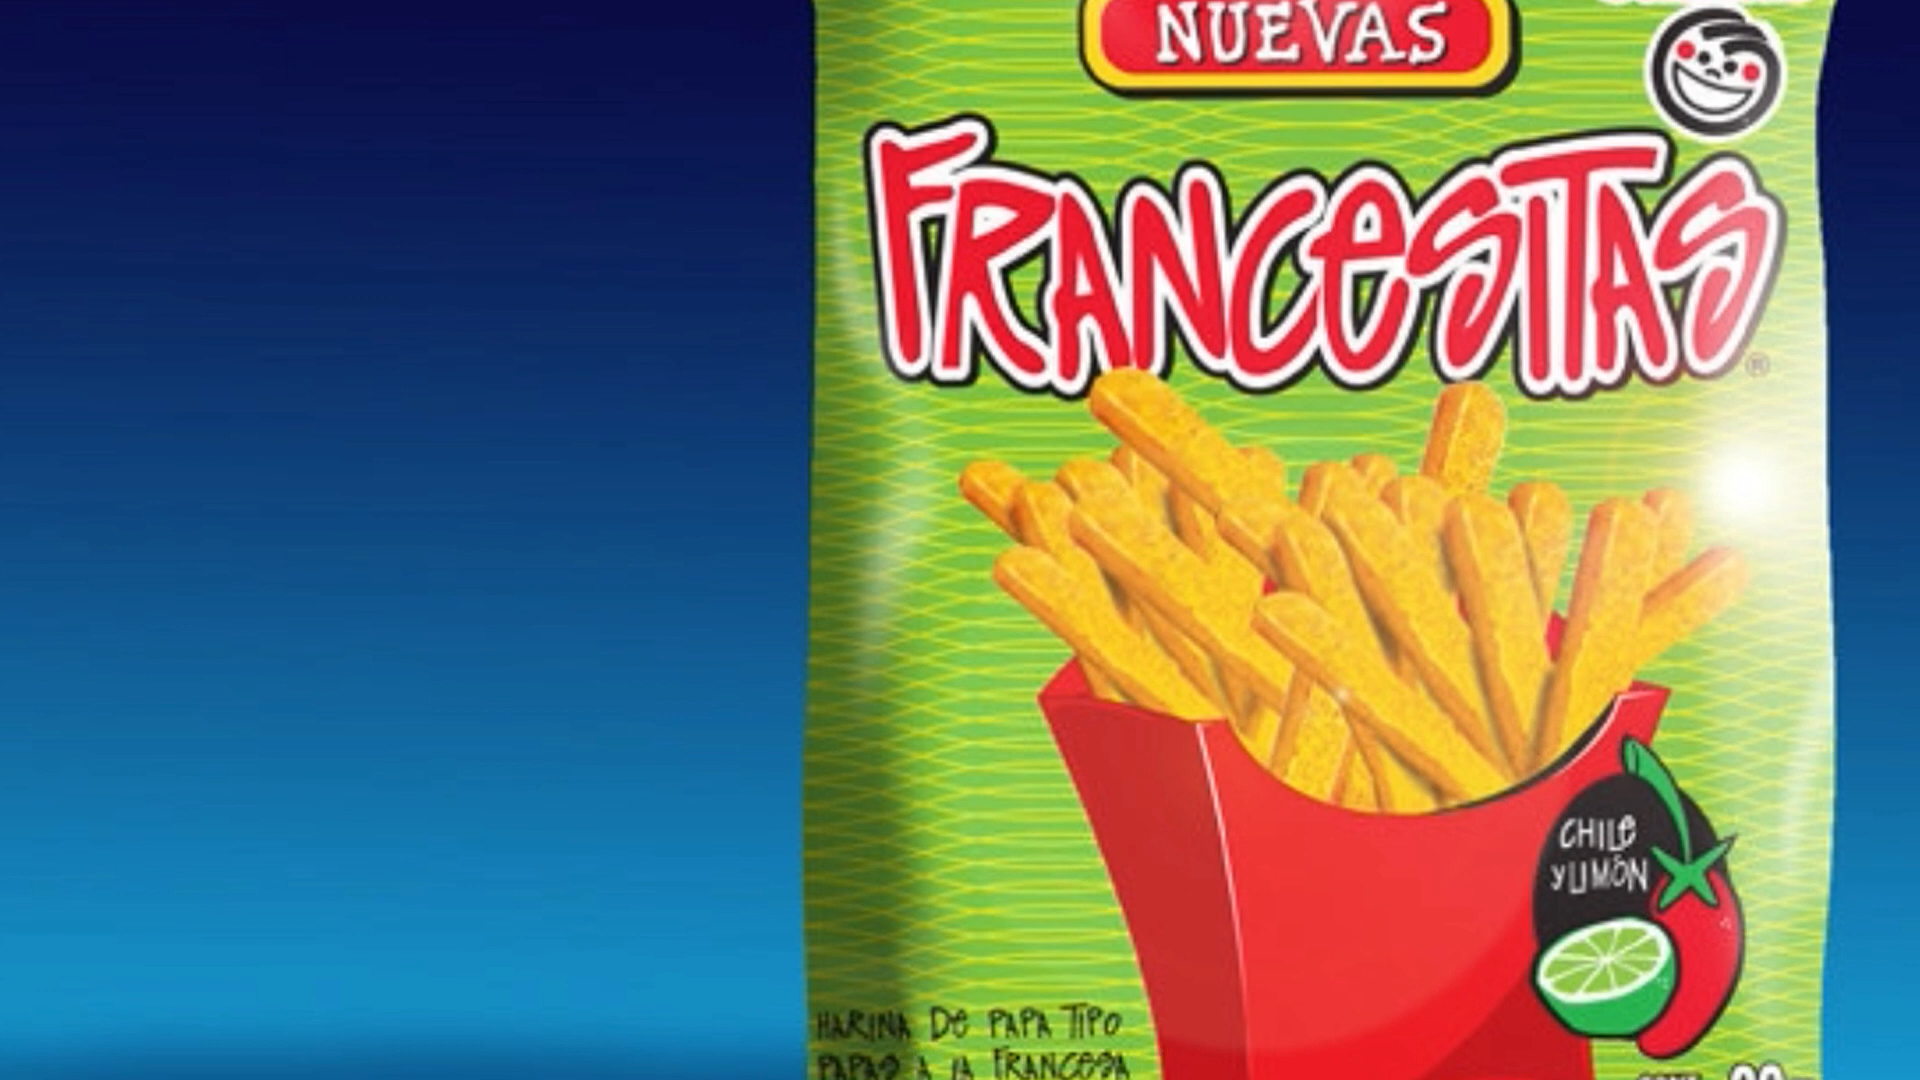 NUEVAS
FRANCESITAS
®
CHILE
Y LIMÓN
HARINA DE PAPA TIPO
PAPAS A LA FRANCESA